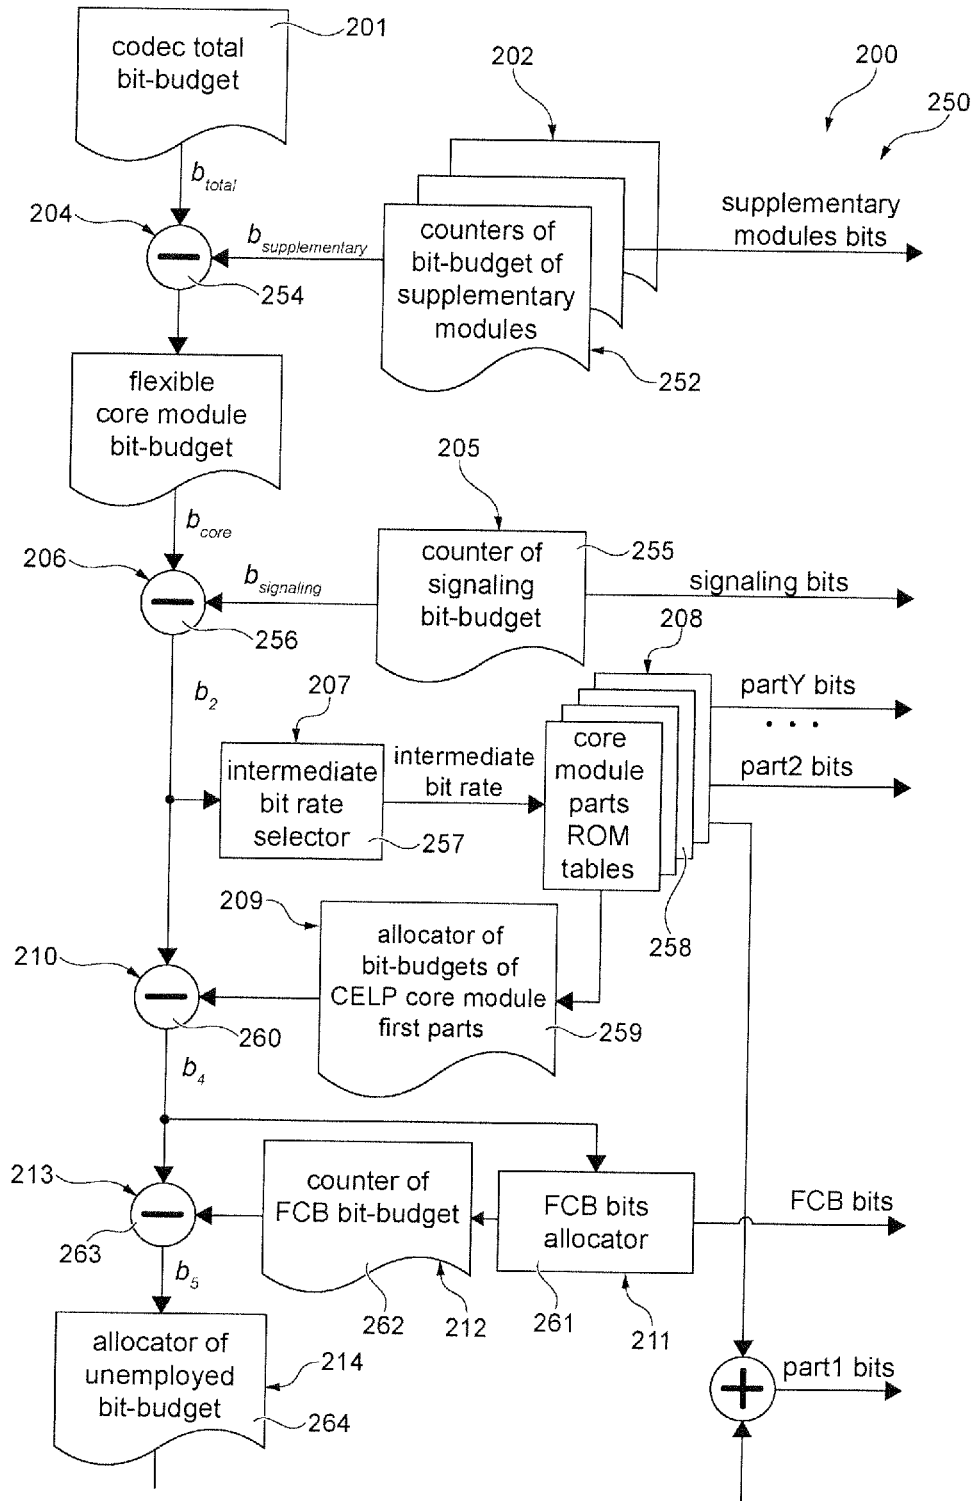 201
codec total
bit-budget
202
200
250
b_total
204
b_supplementary
254
counters of
bit-budget of
supplementary
modules
supplementary
modules bits
252
flexible
core module
bit-budget
205
b_core
206
b_signaling
256
counter of
signaling
bit-budget
255
signaling bits
208
b_2
207
partY bits
. . .
intermediate
bit rate
selector
257
intermediate
bit rate
core
module
parts
ROM
tables
part2 bits
258
209
allocator of
bit-budgets of
CELP core module
first parts
259
210
260
b_4
213
263
counter of
FCB bit-budget
FCB bits
allocator
FCB bits
b_5
262
212
261
211
allocator of
unemployed
bit-budget
214
264
part1 bits